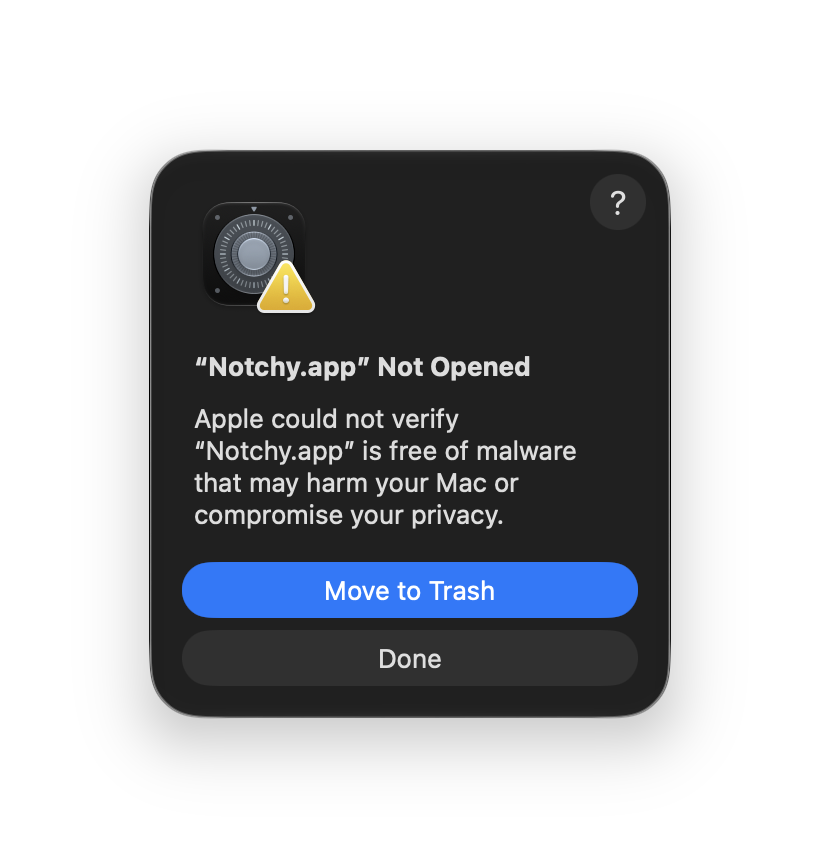 ?
“Notchy.app” Not Opened
Apple could not verify
“Notchy.app” is free of malware
that may harm your Mac or
compromise your privacy.
Move to Trash
Done